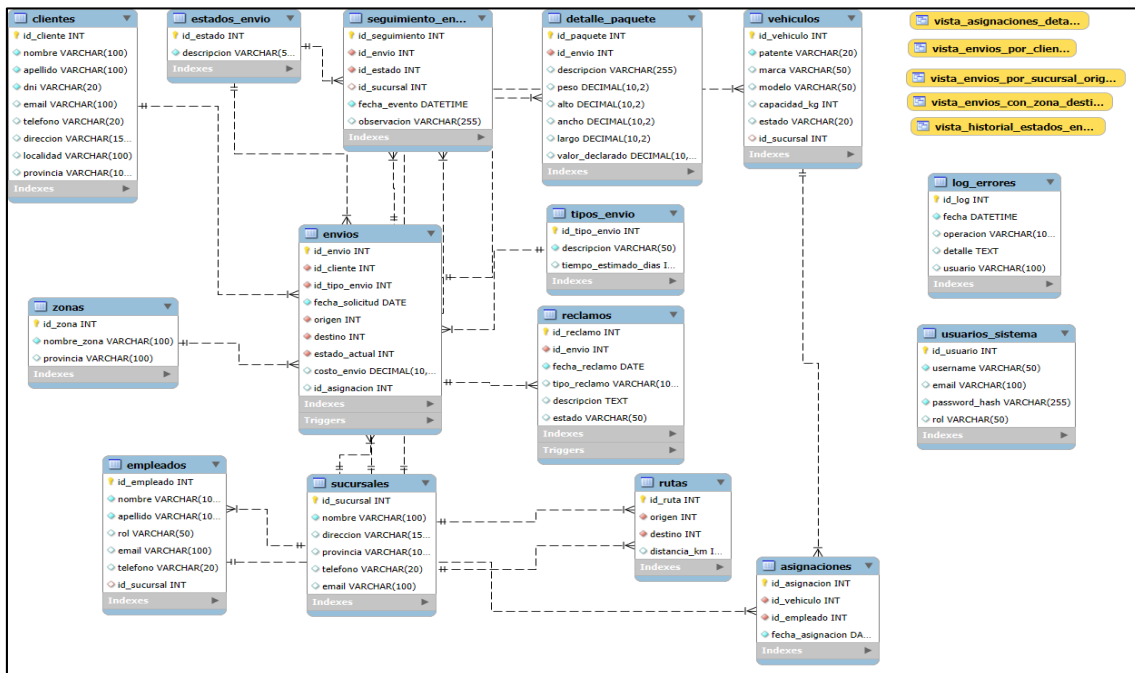 clientes
id_cliente INT
nombre VARCHAR(100)
apellido VARCHAR(100)
dni VARCHAR(20)
email VARCHAR(100)
telefono VARCHAR(20)
direccion VARCHAR(15...
localidad VARCHAR(100)
provincia VARCHAR(10...
Indexes
estados_envio
id_estado INT
descripcion VARCHAR(5...
Indexes
seguimiento_en...
id_seguimiento INT
id_envio INT
id_estado INT
id_sucursal INT
fecha_evento DATETIME
observacion VARCHAR(255)
Indexes
detalle_paquete
id_paquete INT
id_envio INT
descripcion VARCHAR(255)
peso DECIMAL(10,2)
alto DECIMAL(10,2)
ancho DECIMAL(10,2)
largo DECIMAL(10,2)
valor_declarado DECIMAL(10,...
Indexes
vehiculos
id_vehiculo INT
patente VARCHAR(20)
marca VARCHAR(50)
modelo VARCHAR(50)
capacidad_kg INT
estado VARCHAR(20)
id_sucursal INT
Indexes
vista_asignaciones_deta...
vista_envios_por_clien...
vista_envios_por_sucursal_orig...
vista_envios_con_zona_desti...
vista_historial_estados_en...
log_errores
id_log INT
fecha DATETIME
operacion VARCHAR(10...
detalle TEXT
usuario VARCHAR(100)
Indexes
envios
id_envio INT
id_cliente INT
id_tipo_envio INT
fecha_solicitud DATE
origen INT
destino INT
estado_actual INT
costo_envio DECIMAL(10,...
id_asignacion INT
Indexes
Triggers
tipos_envio
id_tipo_envio INT
descripcion VARCHAR(50)
tiempo_estimado_dias I...
Indexes
zonas
id_zona INT
nombre_zona VARCHAR(100)
provincia VARCHAR(100)
Indexes
reclamos
id_reclamo INT
id_envio INT
fecha_reclamo DATE
tipo_reclamo VARCHAR(10...
descripcion TEXT
estado VARCHAR(50)
Indexes
Triggers
usuarios_sistema
id_usuario INT
username VARCHAR(50)
email VARCHAR(100)
password_hash VARCHAR(255)
rol VARCHAR(50)
Indexes
empleados
id_empleado INT
nombre VARCHAR(10...
apellido VARCHAR(10...
rol VARCHAR(50)
email VARCHAR(100)
telefono VARCHAR(20)
id_sucursal INT
Indexes
sucursales
id_sucursal INT
nombre VARCHAR(100)
direccion VARCHAR(15...
provincia VARCHAR(10...
telefono VARCHAR(20)
email VARCHAR(100)
Indexes
rutas
id_ruta INT
origen INT
destino INT
distancia_km I...
Indexes
asignaciones
id_asignacion INT
id_vehiculo INT
id_empleado INT
fecha_asignacion DA...
Indexes